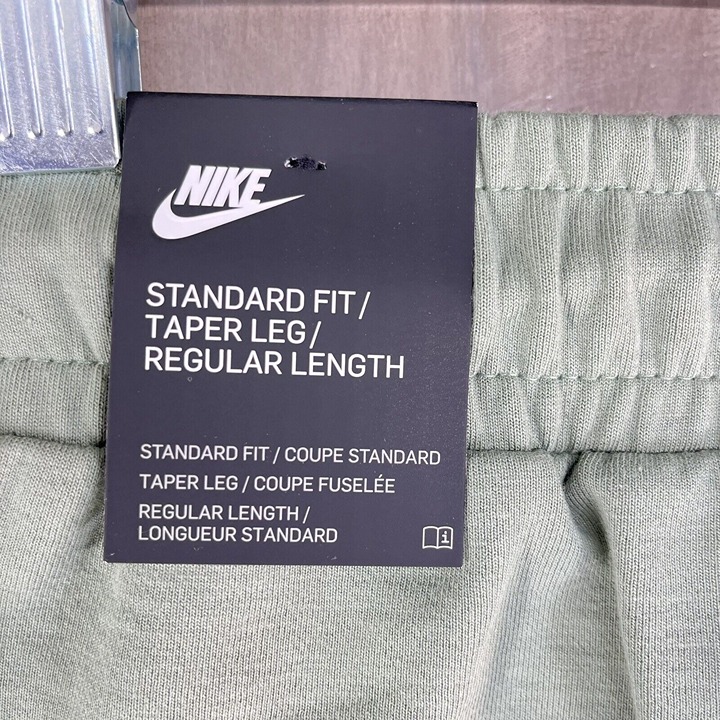 NIKE
STANDARD FIT/
TAPER LEG/
REGULAR LENGTH
STANDARD FIT / COUPE STANDARD
TAPER LEG / COUPE FUSELÉE
REGULAR LENGTH /
LONGUEUR STANDARD
i